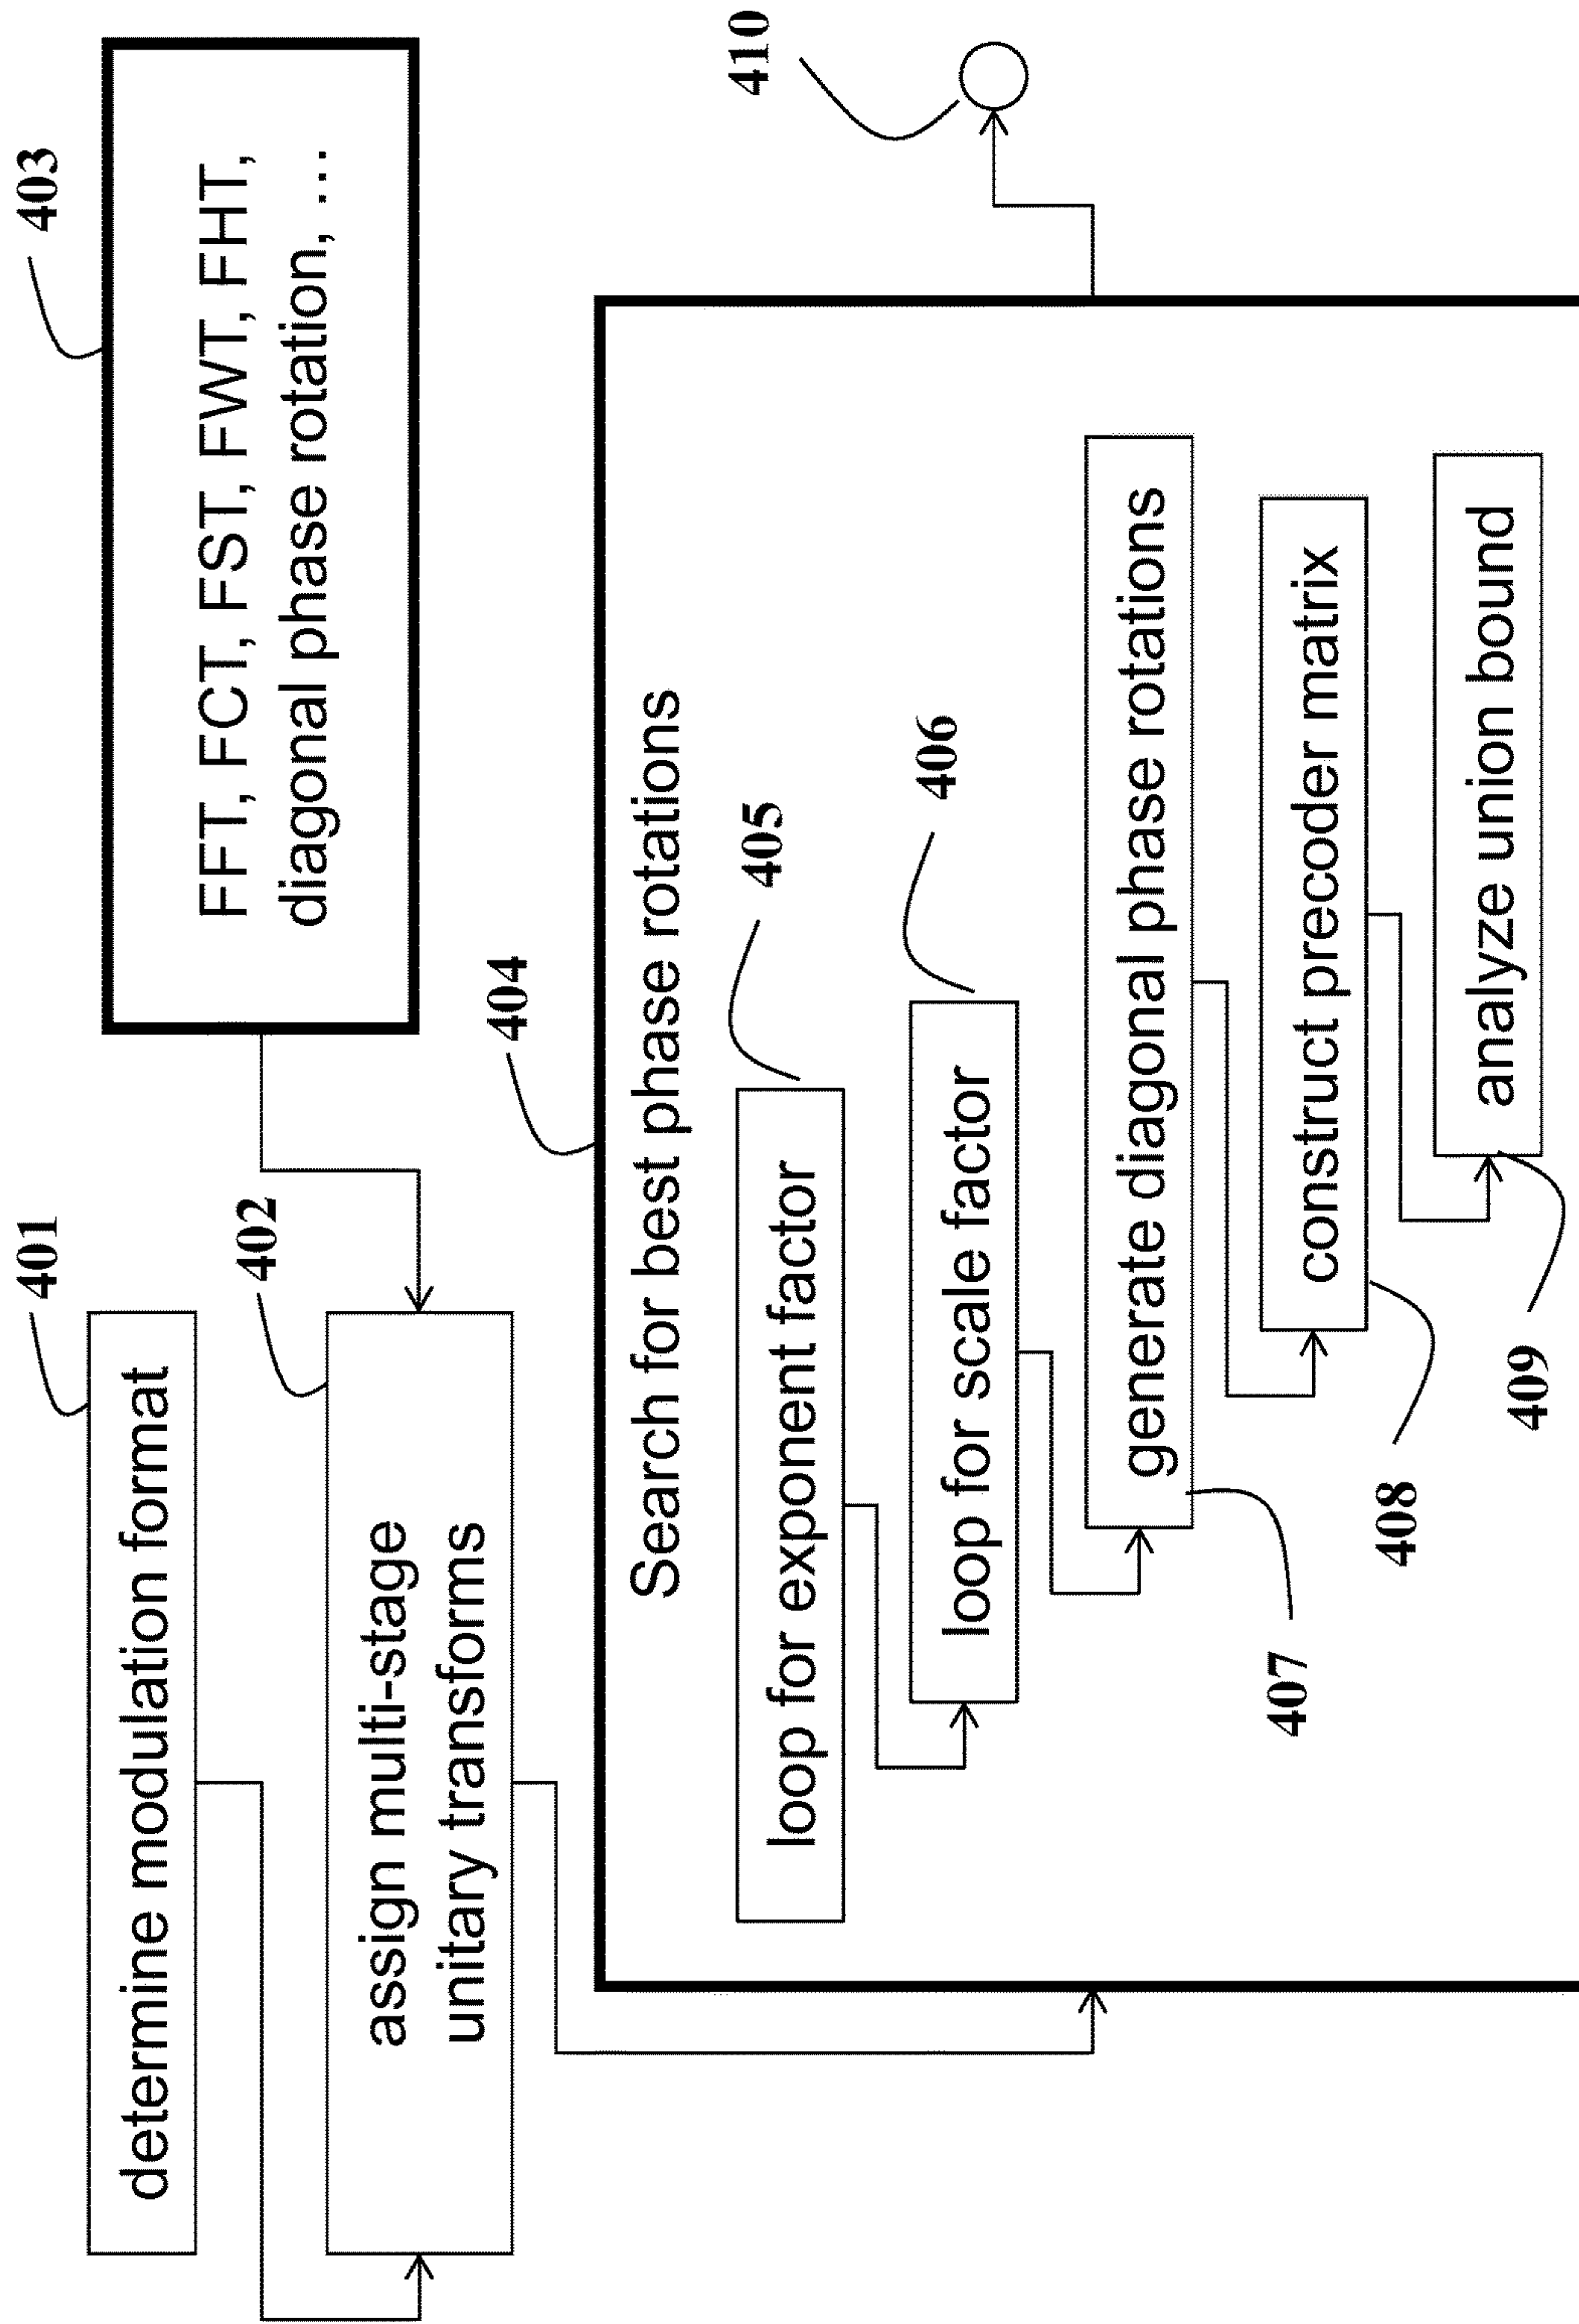 401
determine modulation format
402
assign multi-stage
unitary transforms
403
FFT, FCT, FST, FWT, FHT,
diagonal phase rotation, ...
404
Search for best phase rotations
405
loop for exponent factor
406
loop for scale factor
407
generate diagonal phase rotations
408
construct precoder matrix
409
analyze union bound
410